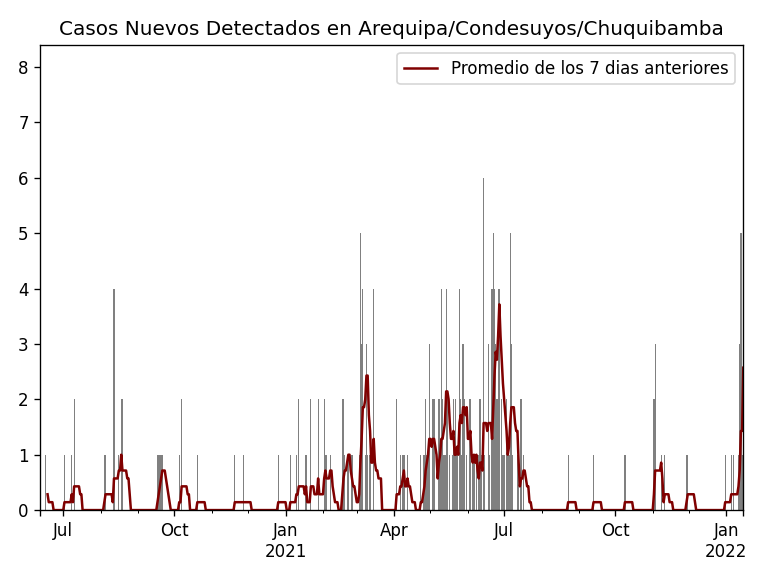 Casos Nuevos Detectados en Arequipa/Condesuyos/Chuquibamba
Promedio de los 7 dias anteriores
8
7
6
5
4
3
2
1
0
Jul
Oct
Jan
2021
Apr
Jul
Oct
Jan
2022